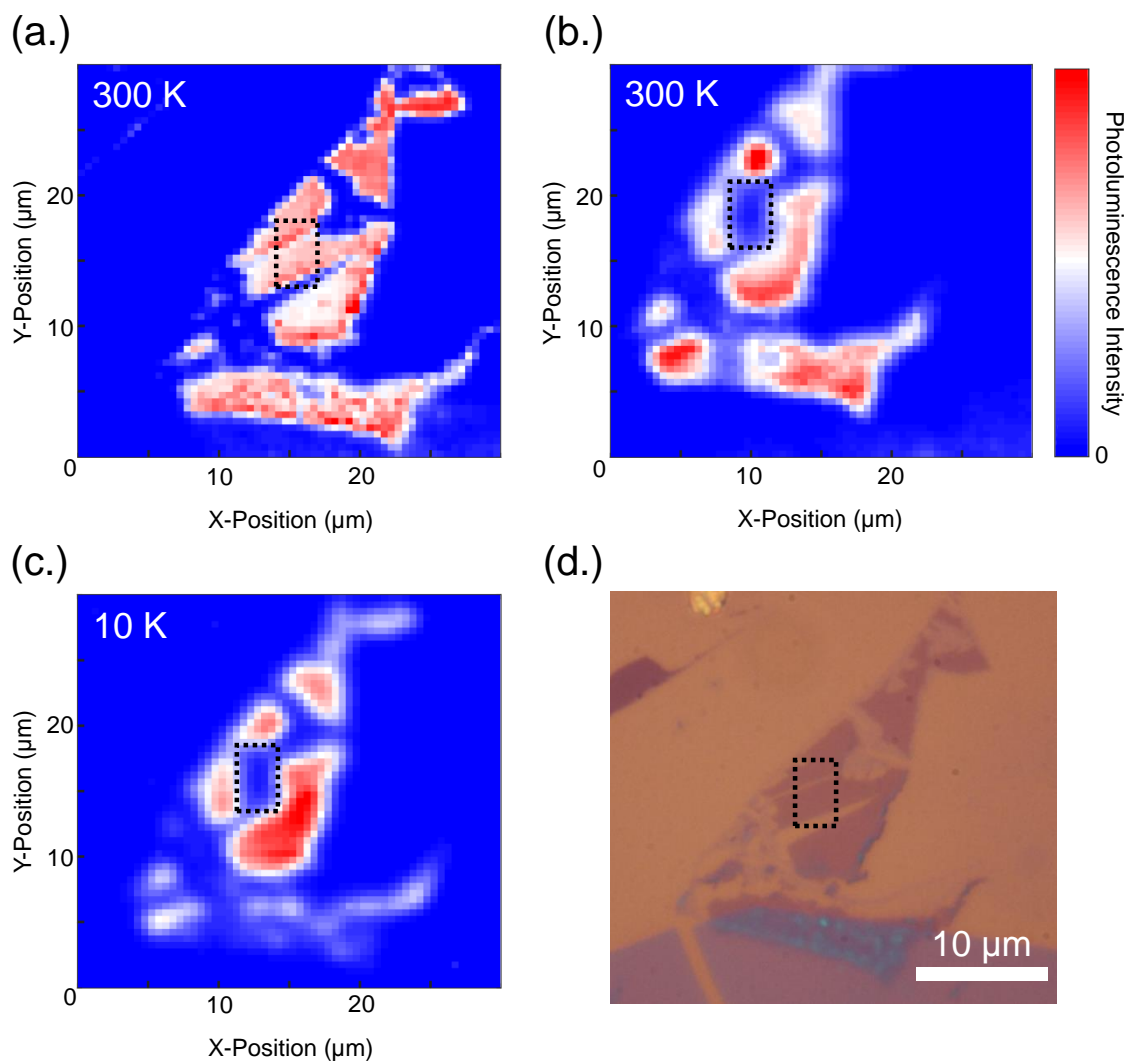 (a.)
300 K
Y-Position (µm)
20
10
0
10
20
X-Position (µm)
(b.)
300 K
Y-Position (µm)
20
10
0
10
20
X-Position (µm)
Photoluminescence Intensity
0
(c.)
10 K
Y-Position (µm)
20
10
0
10
20
X-Position (µm)
(d.)
10 µm